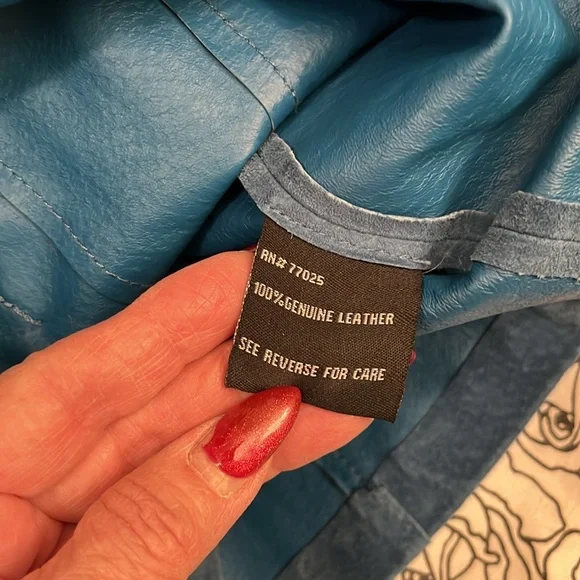 RN# 77025
100%GENUINE LEATHER
SEE REVERSE FOR CARE